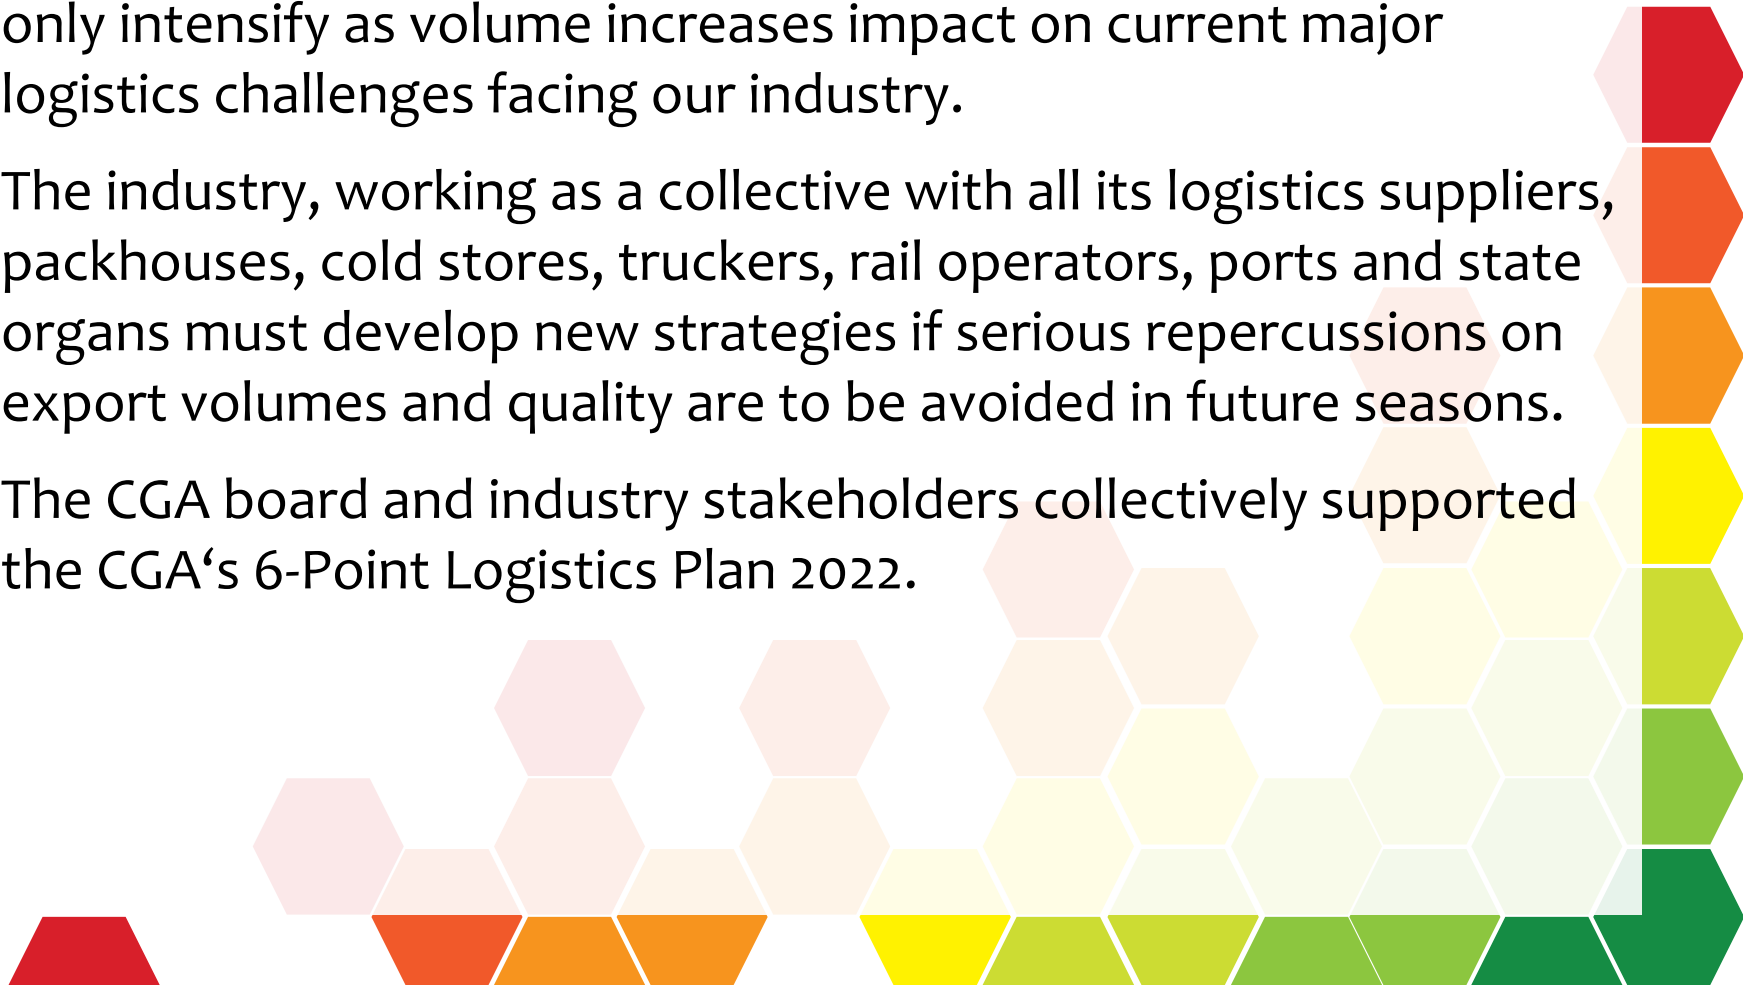 only intensify as volume increases impact on current major
logistics challenges facing our industry.
The industry, working as a collective with all its logistics suppliers,
packhouses, cold stores, truckers, rail operators, ports and state
organs must develop new strategies if serious repercussions on
export volumes and quality are to be avoided in future seasons.
The CGA board and industry stakeholders collectively supported
the CGA‘s 6-Point Logistics Plan 2022.